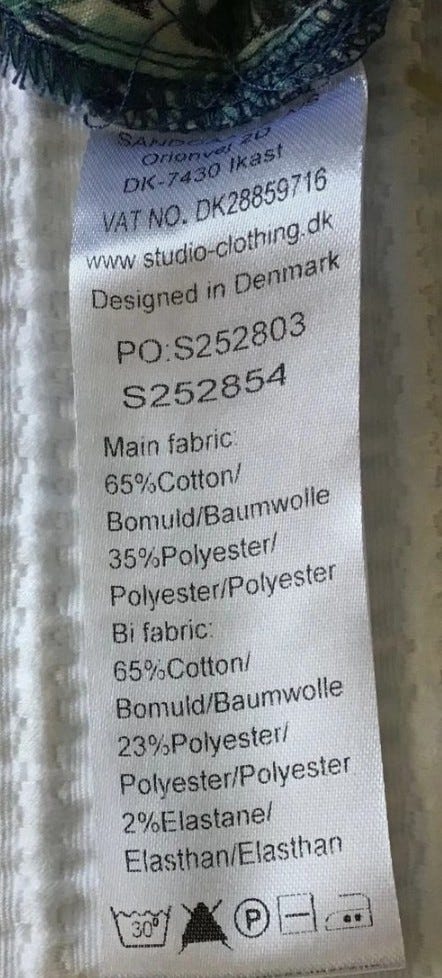 Orionvej 2D
DK-7430 Ikast
VAT NO. DK28859716
www studio-clothing.dk
Designed in Denmark
PO:S252803
S252854
Main fabric:
65%Cotton/
Bomuld/Baumwolle
35%Polyester/
Polyester/Polyester
Bi fabric:
65%Cotton/
Bomuld/Baumwolle
23%Polyester/
Polyester/Polyester
2%Elastane/
Elasthan/Elasthan
30° P